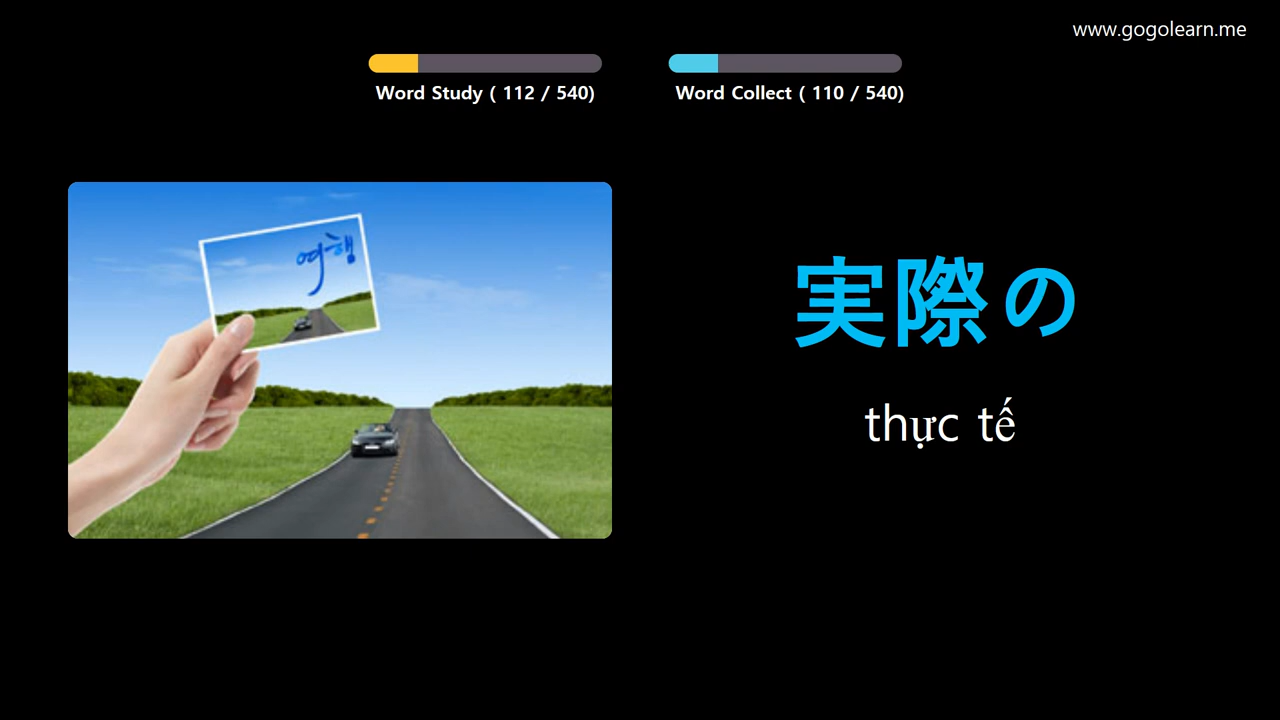 www.gogolearn.me
Word Study ( 112 / 540)
Word Collect ( 110 / 540)
여행
実際の
thực tế